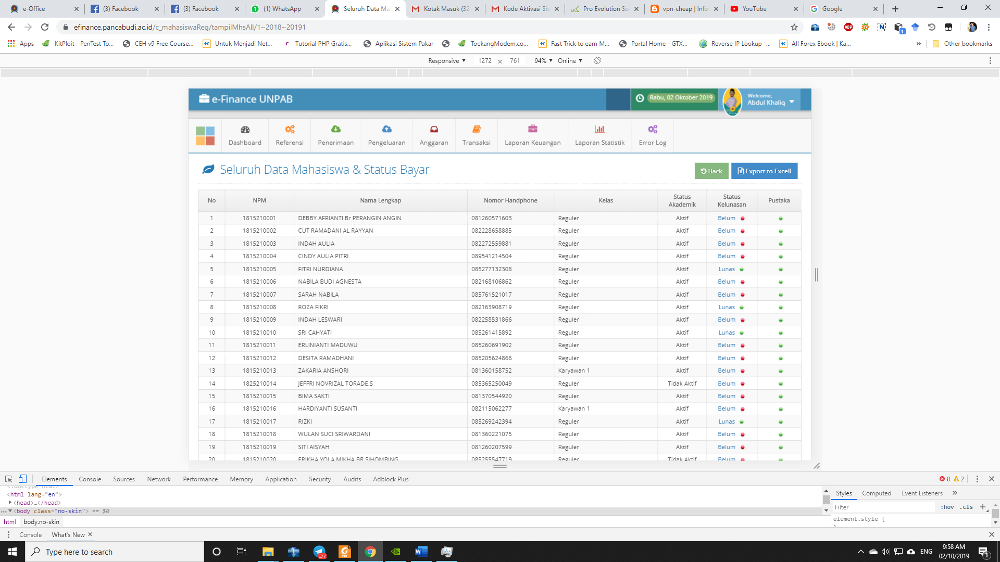 e-Office
(3) Facebook
(3) Facebook
(1) WhatsApp
Seluruh Data Ma
Kotak Masuk (32
Kode Aktivasi Sis
Pro Evolution So
vpn-cheap | Info
YouTube
Google
efinance.pancabudi.ac.id/c_mahasiswaReg/tampilMhsAll/1~2018~20191
Apps
KitPloit - PenTest To...
CEH v9 Free Course...
Untuk Menjadi Net...
Tutorial PHP Gratis...
Aplikasi Sistem Pakar
ToekangModem.co...
Fast Trick to earn M...
Portal Home - GTX...
Reverse IP Lookup -...
All Forex Ebook | Ka...
»
Other bookmarks
Responsive ▼ 1272 x 761 94% ▼ Online ▼
e-Finance UNPAB
Rabu, 02 Oktober 2019
Welcome,
Abdul Khaliq
Dashboard
Referensi
Penerimaan
Pengeluaran
Anggaran
Transaksi
Laporan Keuangan
Laporan Statistik
Error Log
Seluruh Data Mahasiswa & Status Bayar
Back
Export to Excell
No NPM Nama Lengkap Nomor Handphone Kelas Status Akademik Status Kelunasan Pustaka
1 1815210001 DEBBY AFRIANTI Br PERANGIN ANGIN 081260571603 Reguler Aktif Belum
2 1815210002 CUT RAMADANI AL RAYYAN 082228658885 Reguler Aktif Belum
3 1815210003 INDAH AULIA 082272559881 Reguler Aktif Belum
4 1815210004 CINDY AULIA PITRI 089541214504 Reguler Aktif Belum
5 1815210005 FITRI NURDIANA 085277132308 Reguler Aktif Lunas
6 1815210006 NABILA BUDI AGNESTA 082168106862 Reguler Aktif Belum
7 1815210007 SARAH NABILA 085761521017 Reguler Aktif Belum
8 1815210008 ROZA FIKRI 082163908719 Reguler Aktif Lunas
9 1815210009 INDAH LESWARI 082258531866 Reguler Aktif Belum
10 1815210010 SRI CAHYATI 085261415892 Reguler Aktif Lunas
11 1815210011 ERLINIANTI MADUWU 085260691902 Reguler Aktif Belum
12 1815210012 DESITA RAMADHANI 085205624866 Reguler Aktif Belum
13 1815210013 ZAKARIA ANSHORI 081360158752 Karyawan 1 Aktif Belum
14 1825210014 JEFFRI NOVRIZAL TORADE.S 085365250049 Reguler Tidak Aktif Belum
15 1815210015 BIMA SAKTI 081370544920 Reguler Aktif Belum
16 1815210016 HARDIYANTI SUSANTI 082115062277 Karyawan 1 Aktif Belum
17 1815210017 RIZKI 085269242394 Reguler Aktif Lunas
18 1815210018 WULAN SUCI SRIWARDANI 081360221075 Reguler Aktif Belum
19 1815210019 SITI AISYAH 081260207599 Reguler Aktif Belum
20 1815210020 ERIKHA YOLA MIKHA BR SIHOMBING 085255547719 Reguler Tidak Aktif Belum
Elements Console Sources Network Performance Memory Application Security Audits Adblock Plus
8 2
<!doctype html>
<html lang="en">
<head>…</head>
<body class="no-skin"> == $0
html body.no-skin
Styles Computed Event Listeners »
Filter :hov .cls +
element.style {
}
Console What's New
Type here to search
77
ENG
9:58 AM
02/10/2019
1